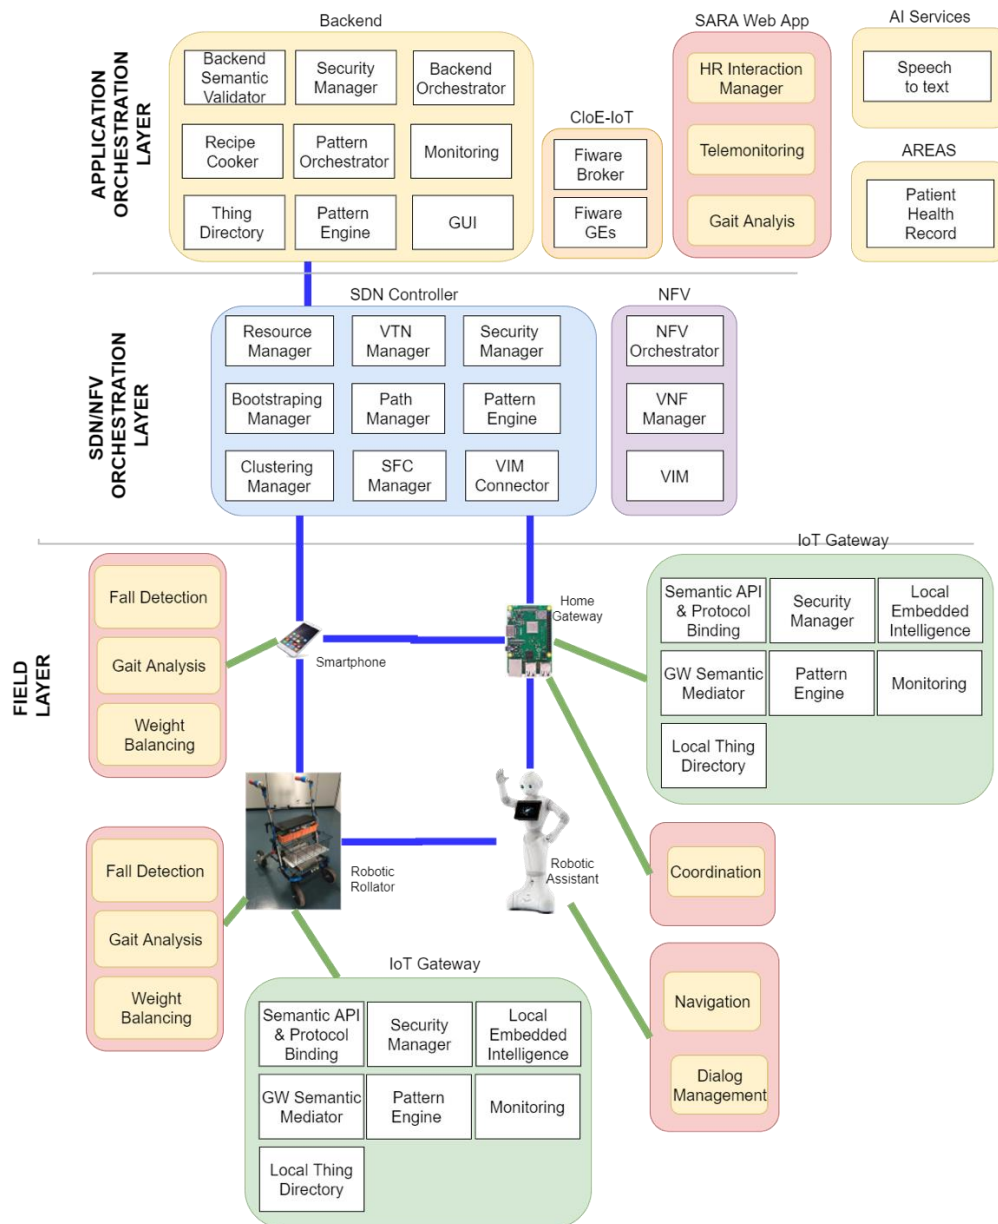 Backend
SARA Web App
AI Services
APPLICATION
ORCHESTRATION
LAYER
Backend
Semantic
Validator
Security
Manager
Backend
Orchestrator
Recipe
Cooker
Pattern
Orchestrator
Monitoring
Thing
Directory
Pattern
Engine
GUI
CloE-IoT
Fiware
Broker
Fiware
GEs
HR Interaction
Manager
Telemonitoring
Gait Analyis
Speech
to text
AREAS
Patient
Health
Record
SDN/NFV
ORCHESTRATION
LAYER
SDN Controller
Resource
Manager
VTN
Manager
Security
Manager
Bootstraping
Manager
Path
Manager
Pattern
Engine
Clustering
Manager
SFC
Manager
VIM
Connector
NFV
NFV
Orchestrator
VNF
Manager
VIM
FIELD
LAYER
Fall Detection
Gait Analysis
Weight
Balancing
Smartphone
Home
Gateway
IoT Gateway
Semantic API
& Protocol
Binding
Security
Manager
Local
Embedded
Intelligence
GW Semantic
Mediator
Pattern
Engine
Monitoring
Local Thing
Directory
Fall Detection
Gait Analysis
Weight
Balancing
Robotic
Rollator
Robotic
Assistant
Coordination
Navigation
Dialog
Management
IoT Gateway
Semantic API
& Protocol
Binding
Security
Manager
Local
Embedded
Intelligence
GW Semantic
Mediator
Pattern
Engine
Monitoring
Local Thing
Directory